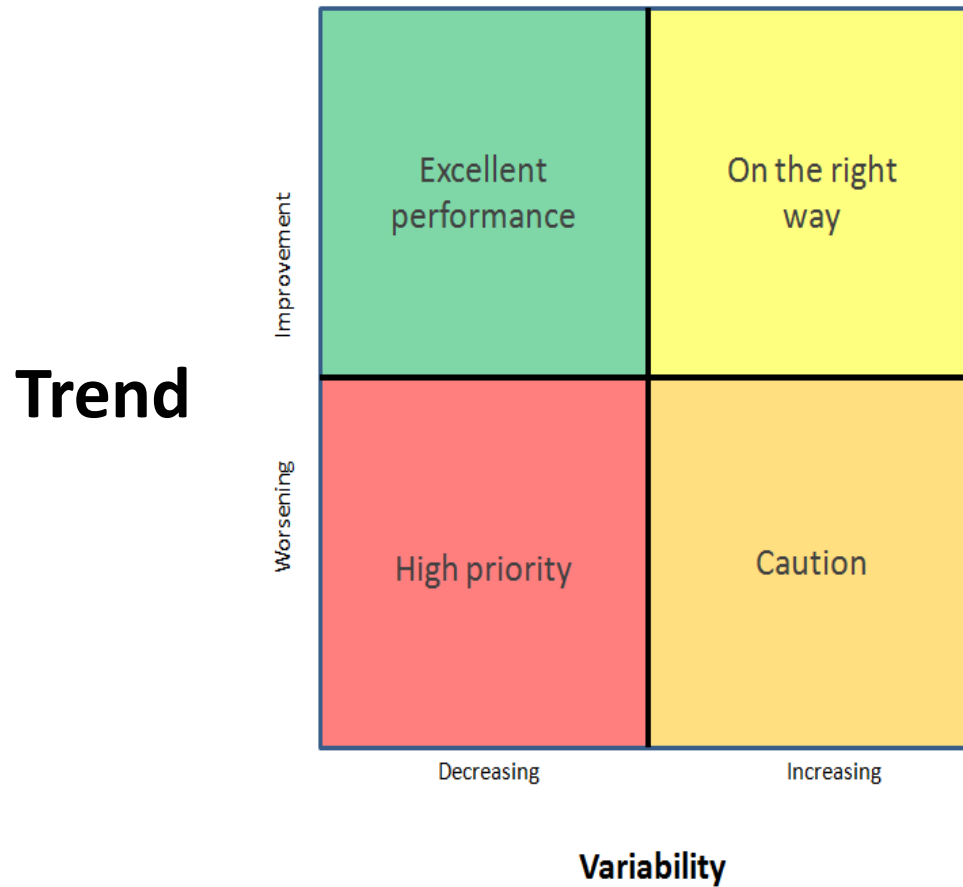 Excellent
performance
On the right
way
Improvement
Trend
Worsening
High priority
Caution
Decreasing
Increasing
Variability